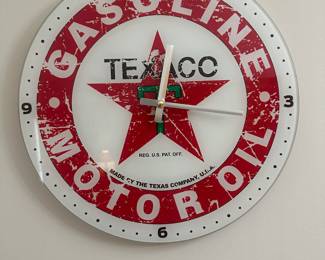 GASOLINE
TEXACO
T
9
3
REG. U.S. PAT. OFF.
MADE BY THE TEXAS COMPANY, U.S.A.
MOTOR OIL
6